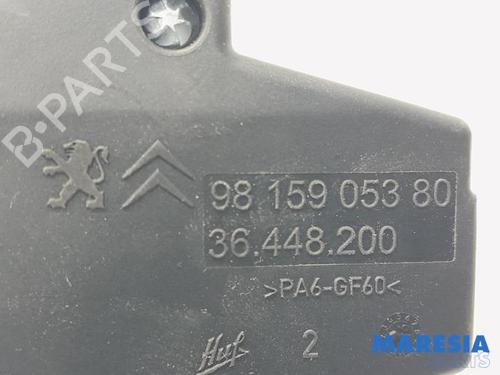 B-PARTS
98 159 053 80
36.448.200
>PA6-GF60<
Huf 2
MARESIA